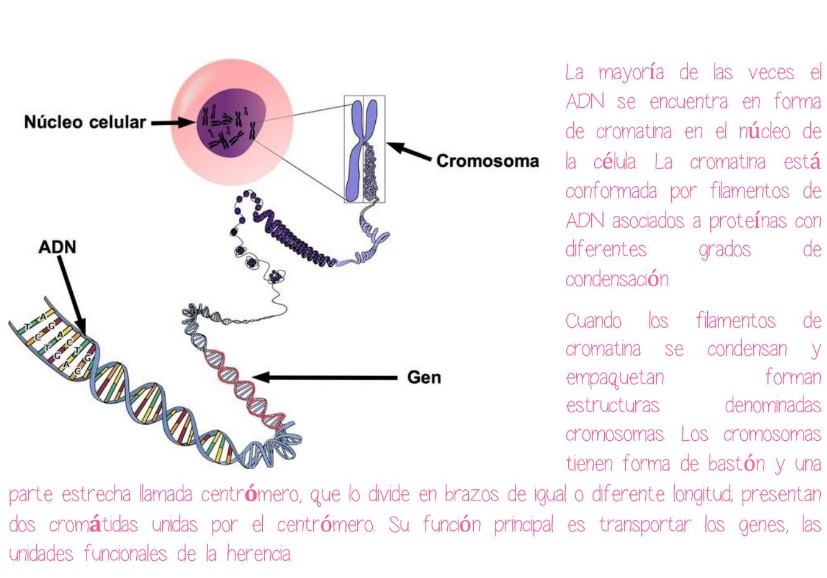 La mayoría de las veces el
ADN se encuentra en forma
de cromatina en el núcleo de
la célula. La cromatina está
conformada por filamentos de
ADN asociados a proteínas con
diferentes grados de
condensación.
Cuando los filamentos de
cromatina se condensan y
empaquetan forman
estructuras denominadas
cromosomas. Los cromosomas
tienen forma de bastón y una
parte estrecha llamada centrómero, que lo divide en brazos de igual o diferente longitud, presentan
dos cromátidas unidas por el centrómero. Su función principal es transportar los genes, las
unidades funcionales de la herencia.
Núcleo celular
Cromosoma
ADN
Gen